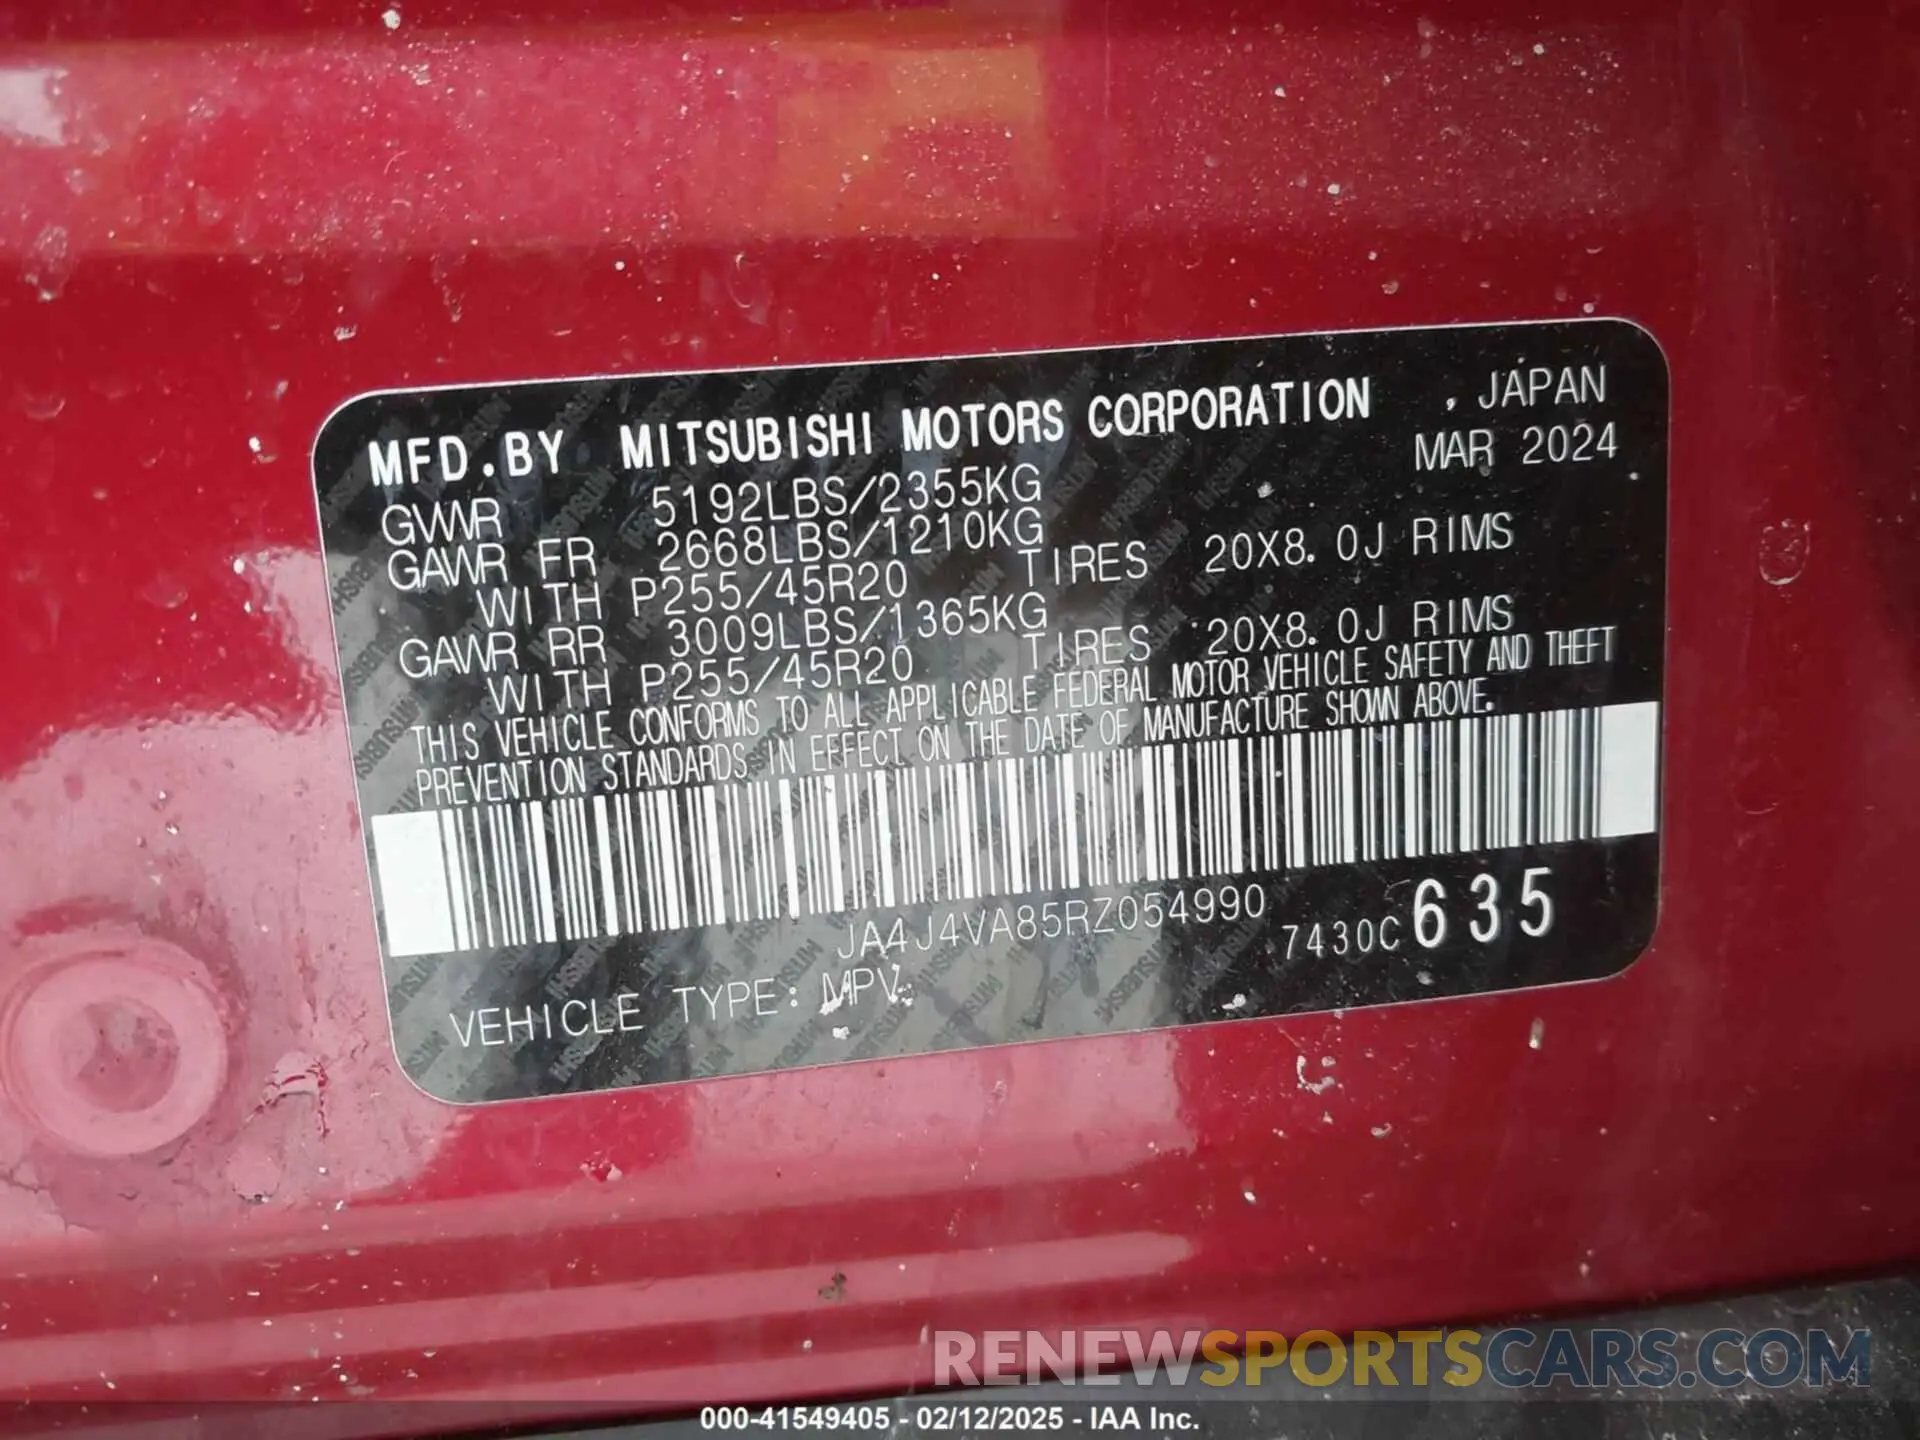 MFD.BY MITSUBISHI MOTORS CORPORATION , JAPAN
MAR 2024
GVWR 5192LBS/2355KG
GAWR FR 2668LBS/1210KG
WITH P255/45R20 TIRES 20X8.0J RIMS
GAWR RR 3009LBS/1365KG
WITH P255/45R20 TIRES 20X8.0J RIMS
THIS VEHICLE CONFORMS TO ALL APPLICABLE FEDERAL MOTOR VEHICLE SAFETY AND THEFT
PREVENTION STANDARDS IN EFFECT ON THE DATE OF MANUFACTURE SHOWN ABOVE.
JA4J4VA85RZ054990 7430C635
VEHICLE TYPE: MPV
RENEWSPORTSCARS.COM
000-41549405 - 02/12/2025 - IAA Inc.